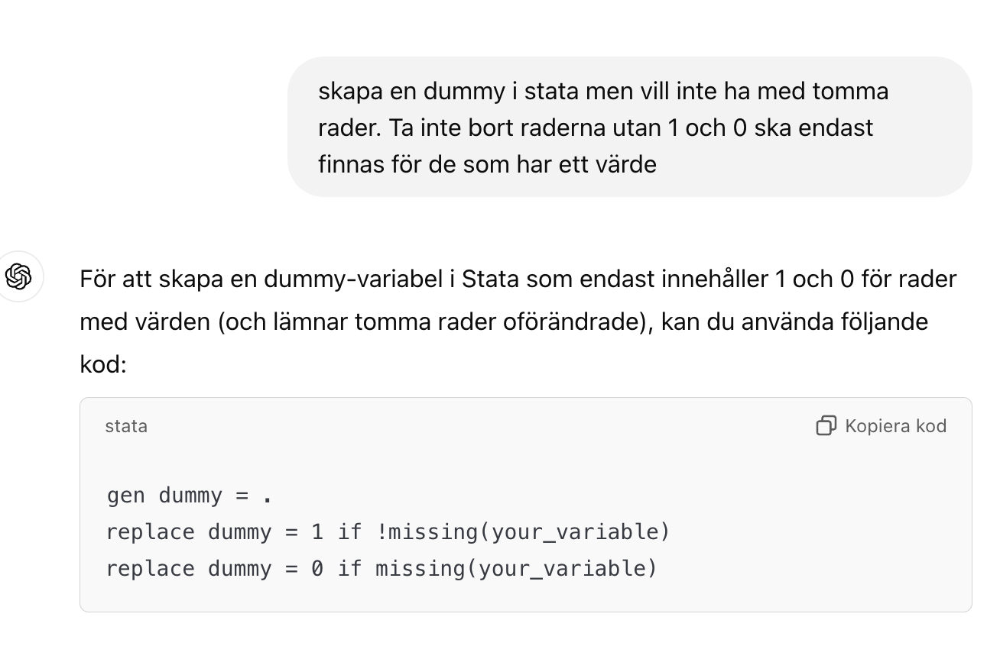 skapa en dummy i stata men vill inte ha med tomma
rader. Ta inte bort raderna utan 1 och 0 ska endast
finnas för de som har ett värde
För att skapa en dummy-variabel i Stata som endast innehåller 1 och 0 för rader
med värden (och lämnar tomma rader oförändrade), kan du använda följande
kod:
stata
Kopiera kod
gen dummy = .
replace dummy = 1 if !missing(your_variable)
replace dummy = 0 if missing(your_variable)